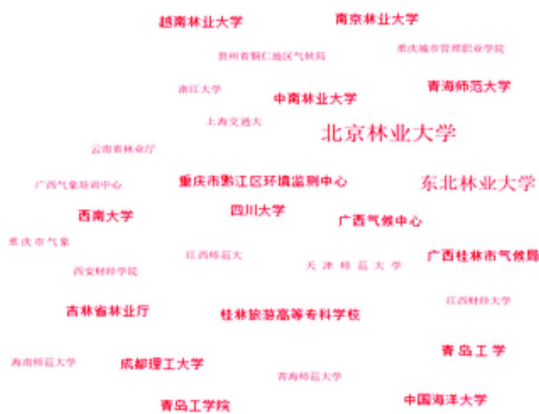 越南林业大学
南京林业大学
贵州省铜仁地区气候局
重庆城市管理职业学院
浙江大学
中南林业大学
青海师范大学
上海交通大
北京林业大学
云南省林业厅
广西气象培训中心
重庆市黔江区环境监测中心
东北林业大学
西南大学
四川大学
广西气候中心
重庆市气象
江西师范大
天津师范大学
广西桂林市气候局
西安财经学院
吉林省林业厅
桂林旅游高等专科学校
江西财经大学
海南师范大学
成都理工大学
青海师范大学
青岛工学
青岛工学院
中国海洋大学